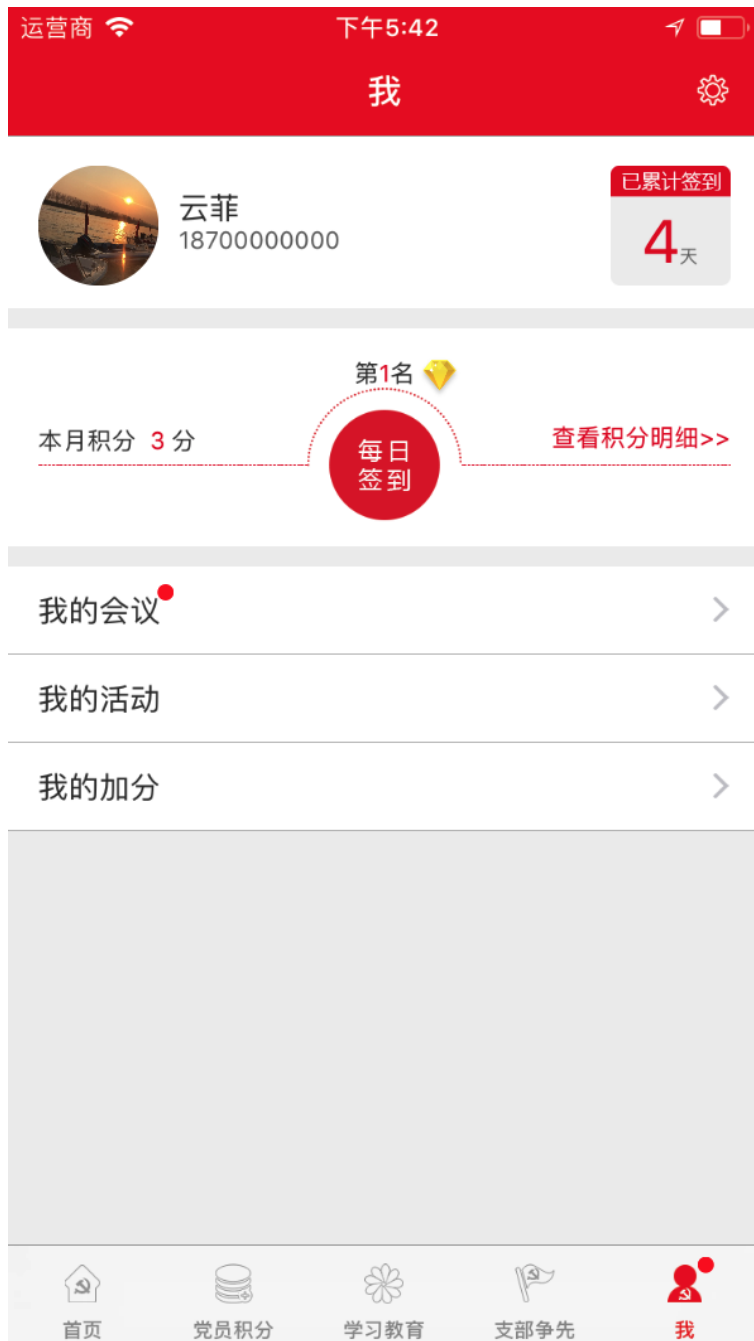 运营商 下午5:42
我
云菲
18700000000
已累计签到
4天
第1名
本月积分 3 分
每日
签到
查看积分明细>>
我的会议
我的活动
我的加分
首页 党员积分 学习教育 支部争先 我